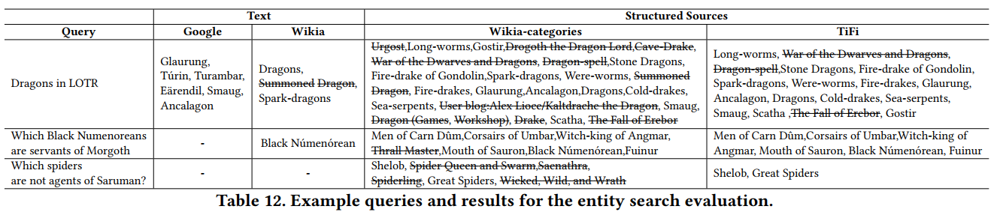 Text Structured Sources
Query Google Wikia Wikia-categories TiFi
Dragons in LOTR
Glaurung,
Túrin, Turambar,
Eärendil, Smaug,
Ancalagon
Dragons,
Summoned Dragon,
Spark-dragons
Urgost,Long-worms,Gostir,Drogoth the Dragon Lord,Cave-Drake,
War of the Dwarves and Dragons, Dragon-spell,Stone Dragons,
Fire-drake of Gondolin,Spark-dragons, Were-worms, Summoned
Dragon, Fire-drakes, Glaurung,Ancalagon,Dragons,Cold-drakes,
Sea-serpents, User blog:Alex Lioce/Kaltdrache the Dragon, Smaug,
Dragon (Games, Workshop), Drake, Scatha, The Fall of Erebor
Long-worms, War of the Dwarves and Dragons,
Dragon-spell,Stone Dragons, Fire-drake of Gondolin,
Spark-dragons, Were-worms, Fire-drakes, Glaurung,
Ancalagon, Dragons, Cold-drakes, Sea-serpents,
Smaug, Scatha ,The Fall of Erebor, Gostir
Which Black Numenoreans
are servants of Morgoth
-
Black Númenórean
Men of Carn Dûm,Corsairs of Umbar,Witch-king of Angmar,
Thrall Master,Mouth of Sauron,Black Númenórean,Fuinur
Men of Carn Dûm,Corsairs of Umbar,Witch-king of
Angmar, Mouth of Sauron, Black Númenórean, Fuinur
Which spiders
are not agents of Saruman?
-
-
Shelob, Spider Queen and Swarm,Saenathra,
Spiderling, Great Spiders, Wicked, Wild, and Wrath
Shelob, Great Spiders
Table 12. Example queries and results for the entity search evaluation.